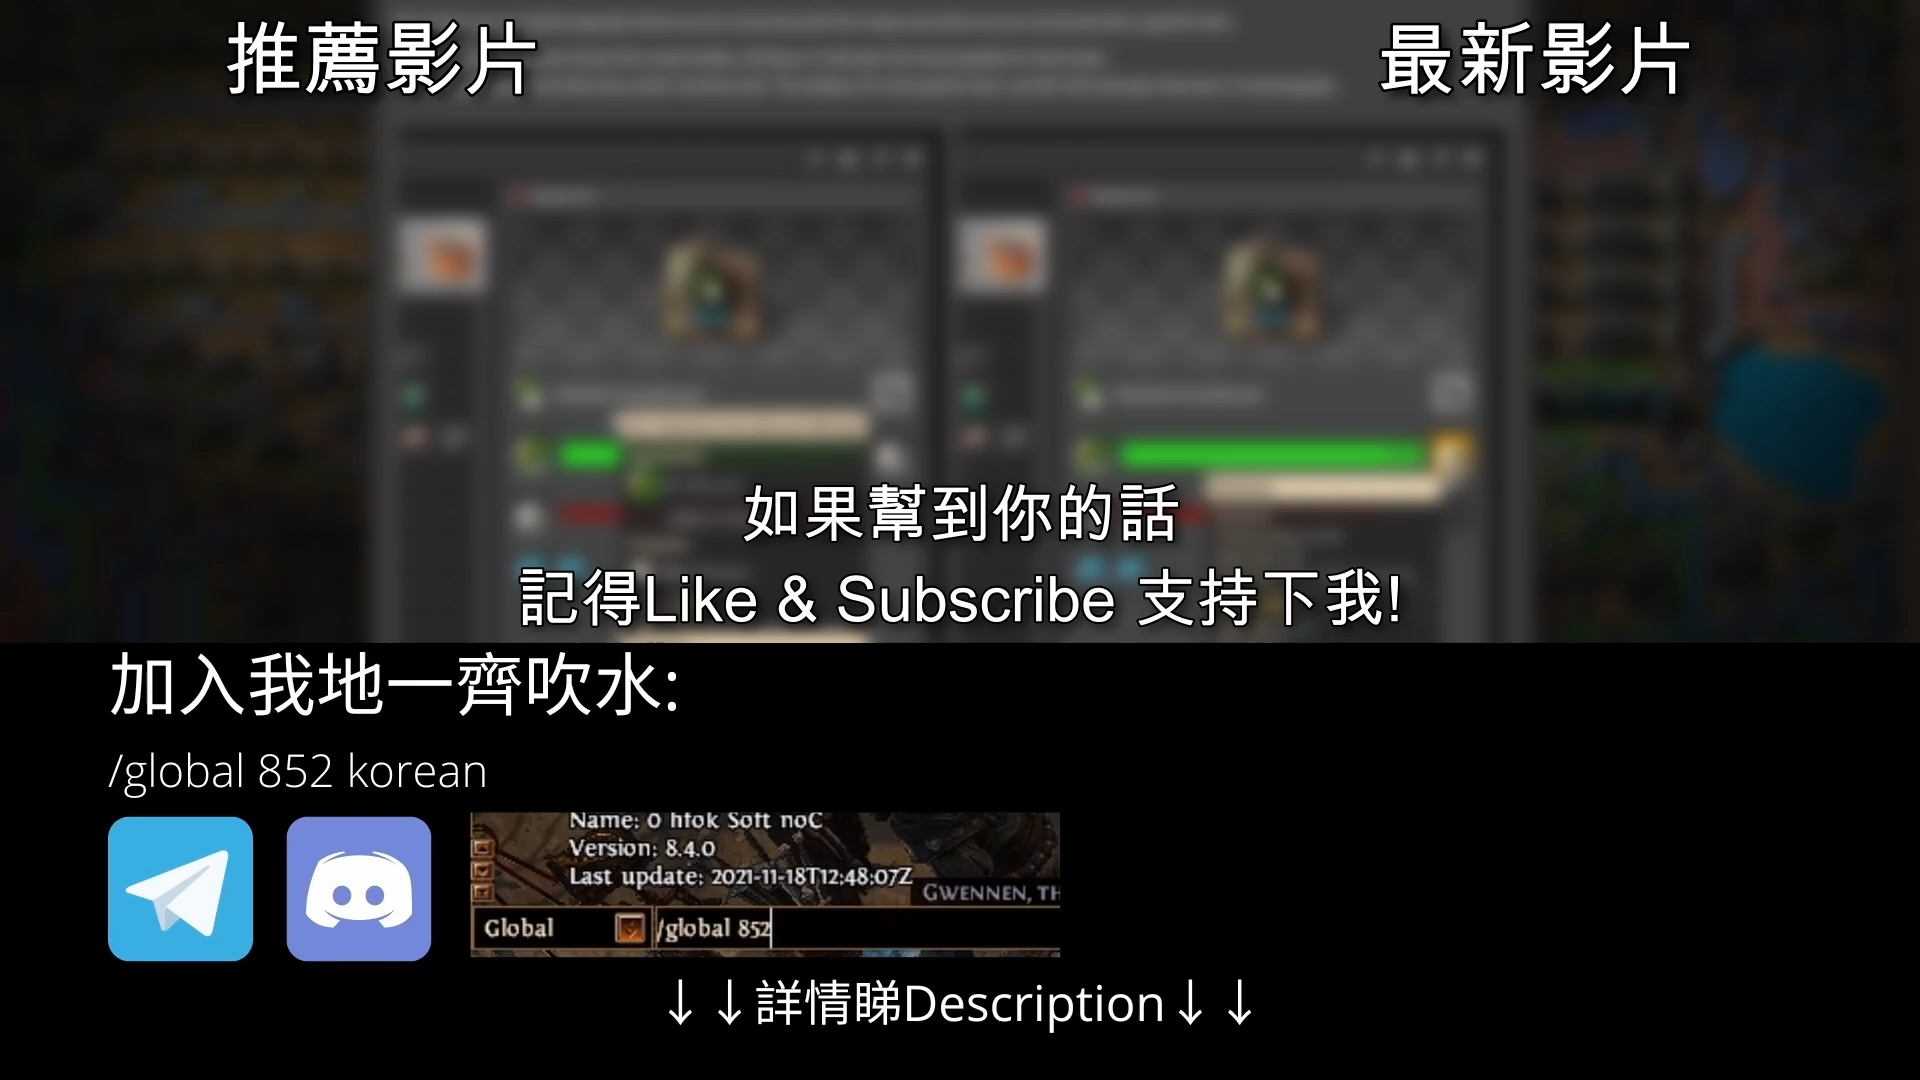 推薦影片
最新影片
如果幫到你的話
記得Like & Subscribe 支持下我!
加入我地一齊吹水:
/global 852 korean
Name: 0 hfok Soft noC
Version: 8.4.0
Last update: 2021-11-18T12:48:07Z
GWENNEN, TH
Global
/global 852
↓↓詳情睇Description↓↓